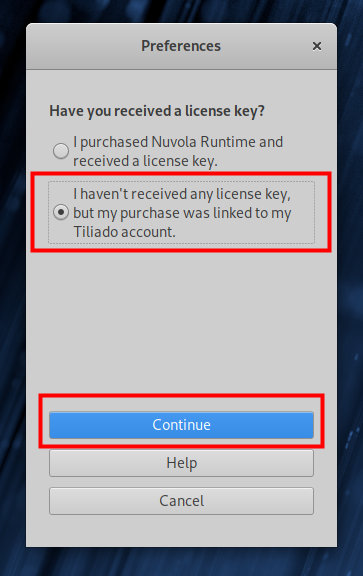 Preferences
Have you received a license key?
I purchased Nuvola Runtime and
received a license key.
I haven't received any license key,
but my purchase was linked to my
Tiliado account.
Continue
Help
Cancel